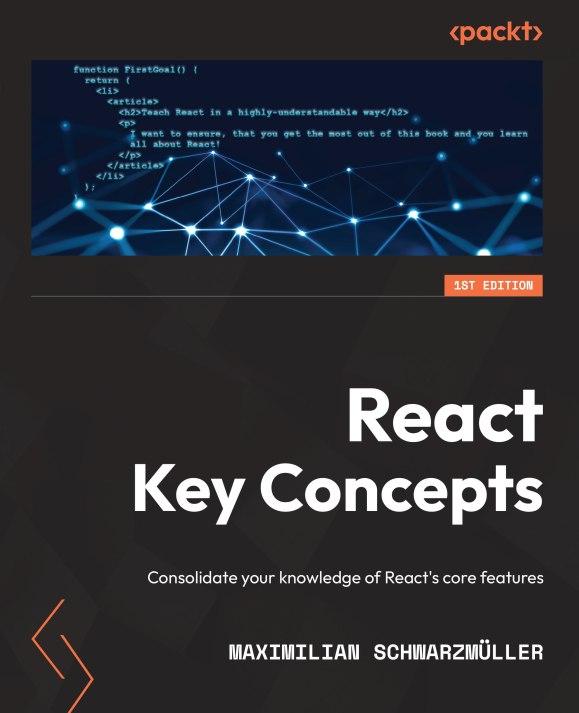 <packt>
function FirstGoal() {
return (
<li>
<article>
<h2>Teach React in a highly-understandable way</h2>
<p>
I want to ensure, that you get the most out of this book and you learn
all about React!
</p>
</article>
</li>
);
}
1ST EDITION
React
Key Concepts
Consolidate your knowledge of React's core features
MAXIMILIAN SCHWARZMÜLLER